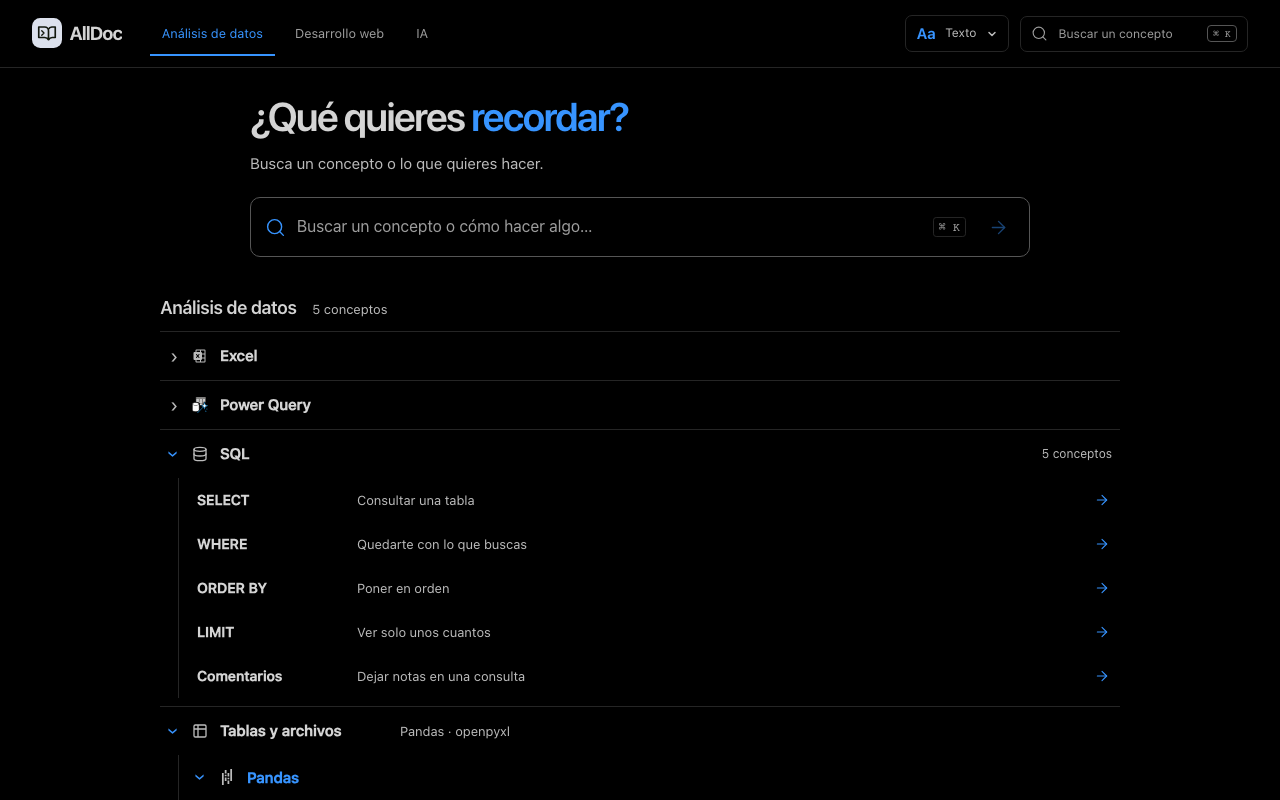 AllDoc
Análisis de datos
Desarrollo web
IA
Aa Texto
Buscar un concepto
⌘ K
¿Qué quieres recordar?
Busca un concepto o lo que quieres hacer.
Buscar un concepto o cómo hacer algo...
⌘ K
Análisis de datos 5 conceptos
Excel
Power Query
SQL 5 conceptos
SELECT Consultar una tabla
WHERE Quedarte con lo que buscas
ORDER BY Poner en orden
LIMIT Ver solo unos cuantos
Comentarios Dejar notas en una consulta
Tablas y archivos Pandas · openpyxl
Pandas